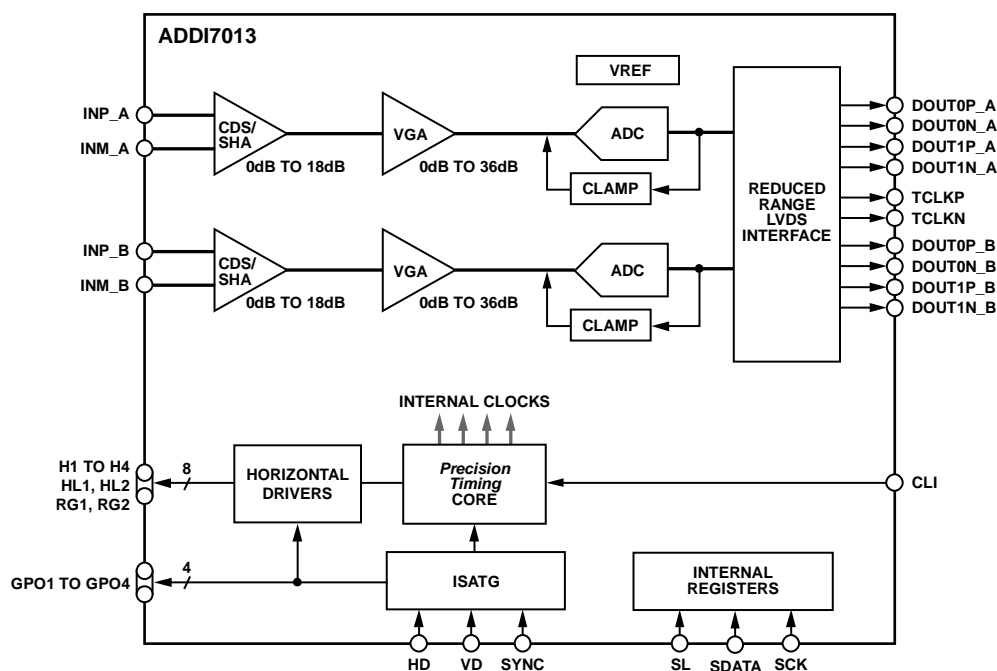 ADDI7013
VREF
INP_A
INM_A
CDS/
SHA
0dB TO 18dB
VGA
0dB TO 36dB
ADC
CLAMP
INP_B
INM_B
CDS/
SHA
0dB TO 18dB
VGA
0dB TO 36dB
ADC
CLAMP
REDUCED
RANGE
LVDS
INTERFACE
DOUT0P_A
DOUT0N_A
DOUT1P_A
DOUT1N_A
TCLKP
TCLKN
DOUT0P_B
DOUT0N_B
DOUT1P_B
DOUT1N_B
INTERNAL CLOCKS
H1 TO H4
HL1, HL2
RG1, RG2
8
HORIZONTAL
DRIVERS
Precision
Timing
CORE
CLI
GPO1 TO GPO4
4
ISATG
INTERNAL
REGISTERS
HD
VD
SYNC
SL
SDATA
SCK